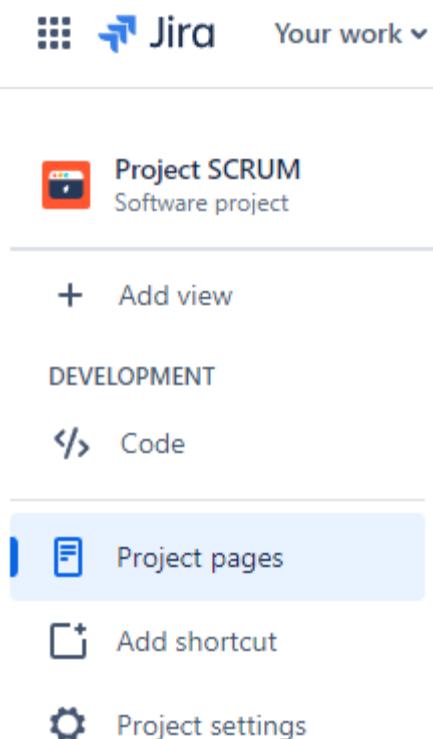 Jira Your work
Project SCRUM
Software project
Add view
DEVELOPMENT
</> Code
Project pages
Add shortcut
Project settings